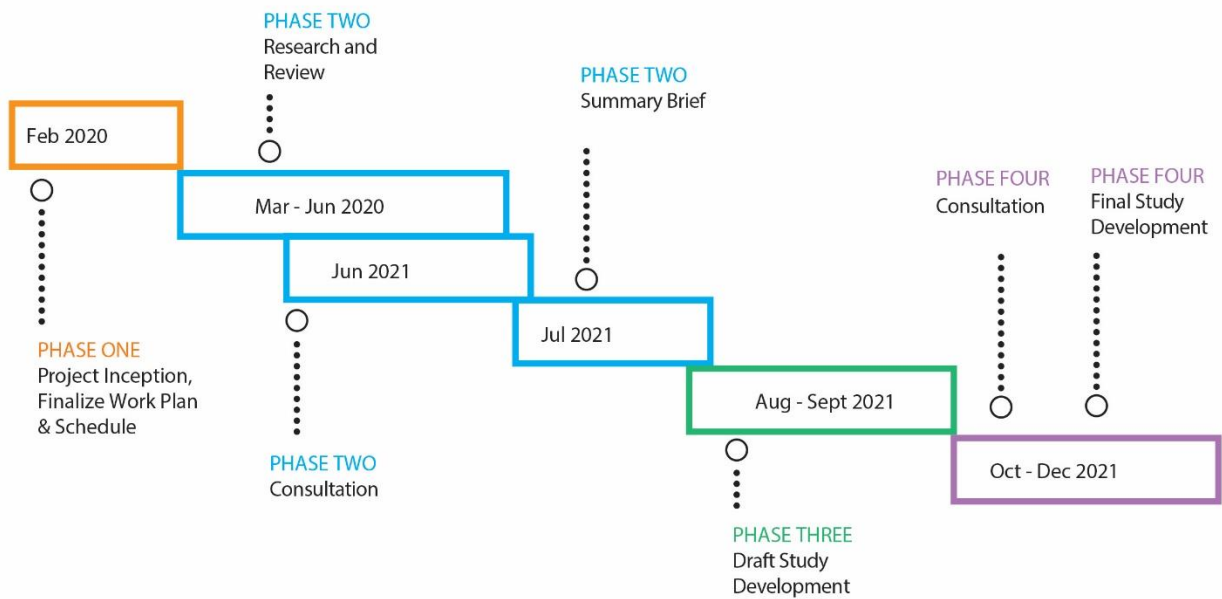 PHASE TWO
Research and
Review
PHASE TWO
Summary Brief
Feb 2020
PHASE FOUR
Consultation
PHASE FOUR
Final Study
Development
Mar - Jun 2020
Jun 2021
Jul 2021
PHASE ONE
Project Inception,
Finalize Work Plan
& Schedule
Aug - Sept 2021
PHASE TWO
Consultation
Oct - Dec 2021
PHASE THREE
Draft Study
Development